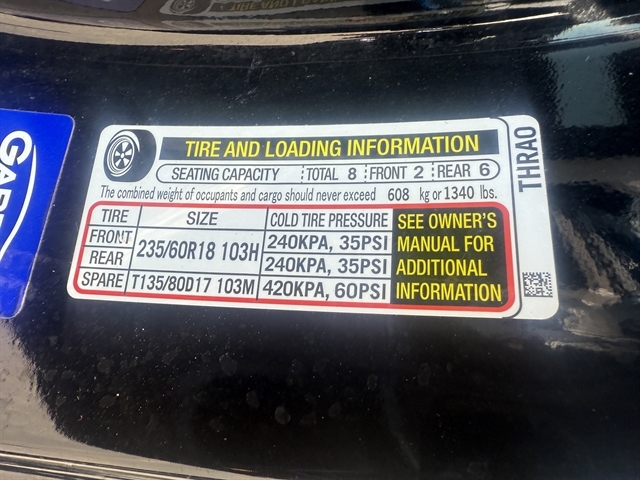 TIRE AND LOADING INFORMATION
SEATING CAPACITY TOTAL 8 FRONT 2 REAR 6
The combined weight of occupants and cargo should never exceed 608 kg or 1340 lbs.
TIRE SIZE COLD TIRE PRESSURE
FRONT 235/60R18 103H 240KPA, 35PSI
REAR 240KPA, 35PSI
SPARE T135/80D17 103M 420KPA, 60PSI
SEE OWNER'S
MANUAL FOR
ADDITIONAL
INFORMATION
THRA0